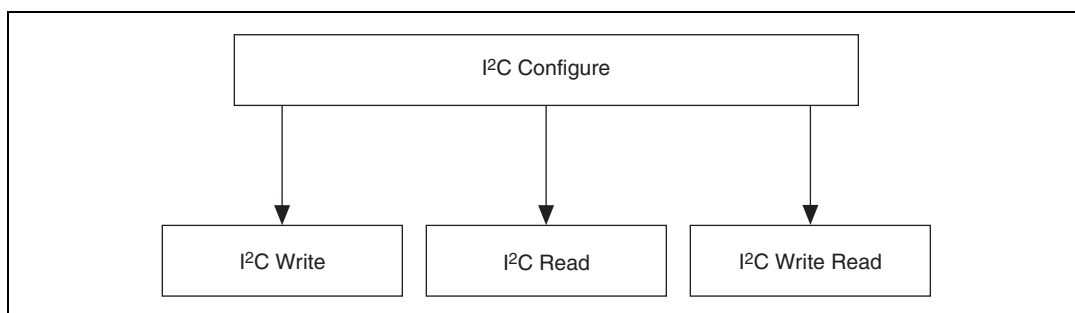 I²C Configure
I²C Write
I²C Read
I²C Write Read